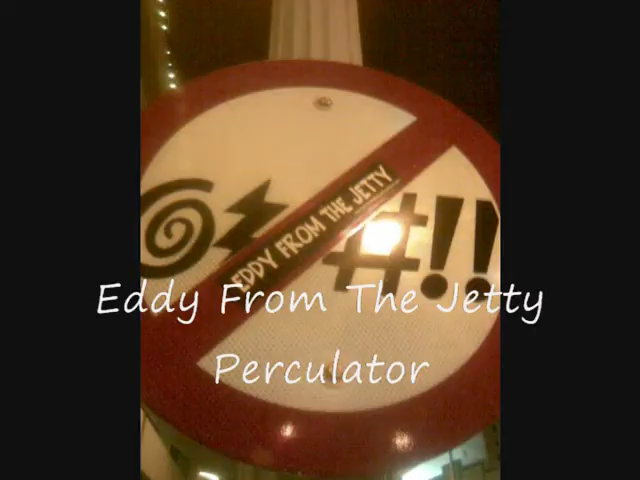 #!!
EDDY FROM THE JETTY
Eddy From The Jetty
Perculator